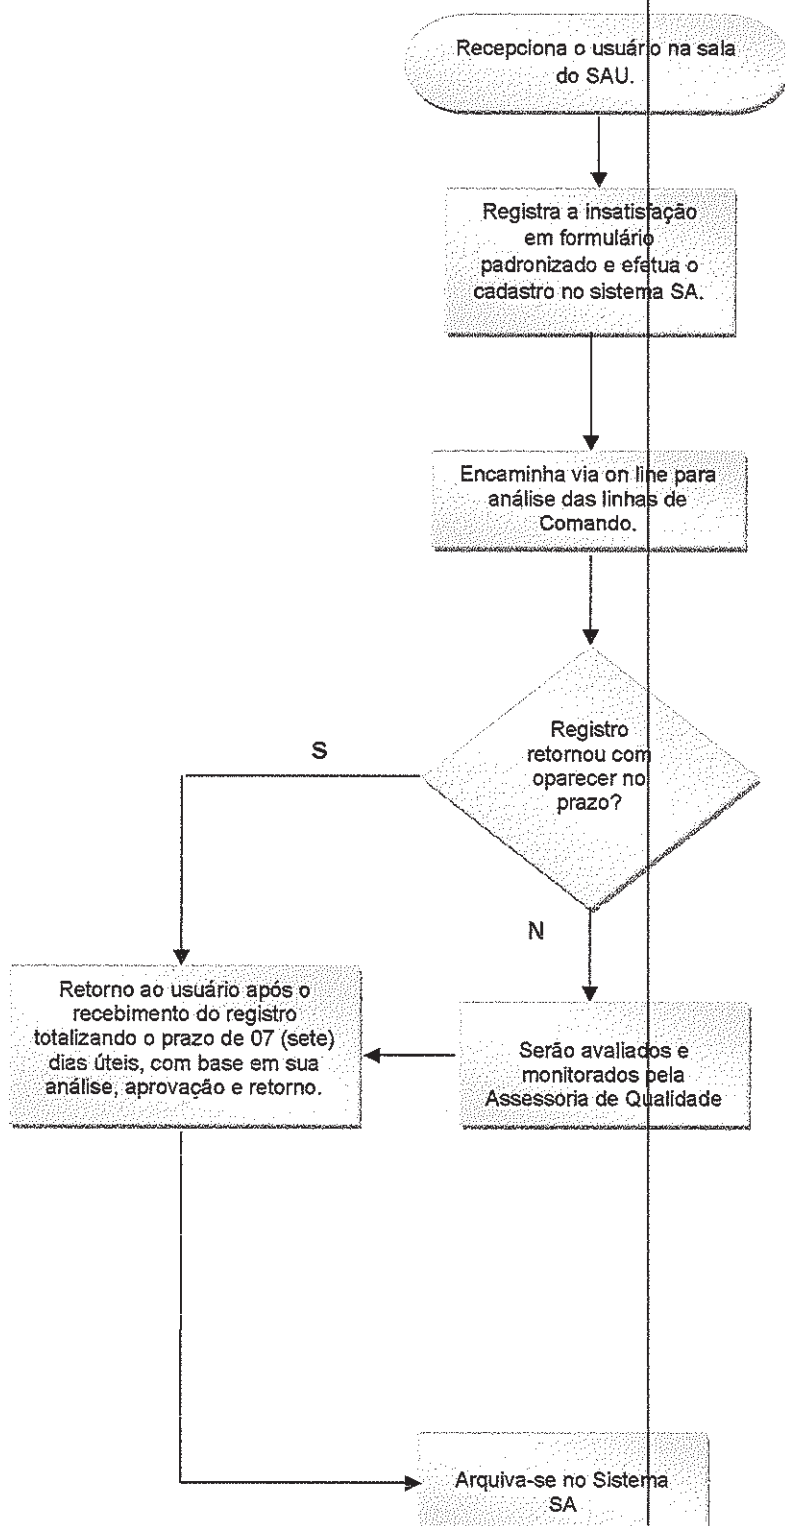 Recepciona o usuário na sala
do SAU.
Registra a insatisfação
em formulário
padronizado e efetua o
cadastro no sistema SA.
Encaminha via on line para
análise das linhas de
Comando.
Registro
retornou com
oparecer no
prazo?
S
N
Retorno ao usuário após o
recebimento do registro
totalizando o prazo de 07 (sete)
dias úteis, com base em sua
análise, aprovação e retorno.
Serão avaliados e
monitorados pela
Assessoria de Qualidade
Arquiva-se no Sistema
SA